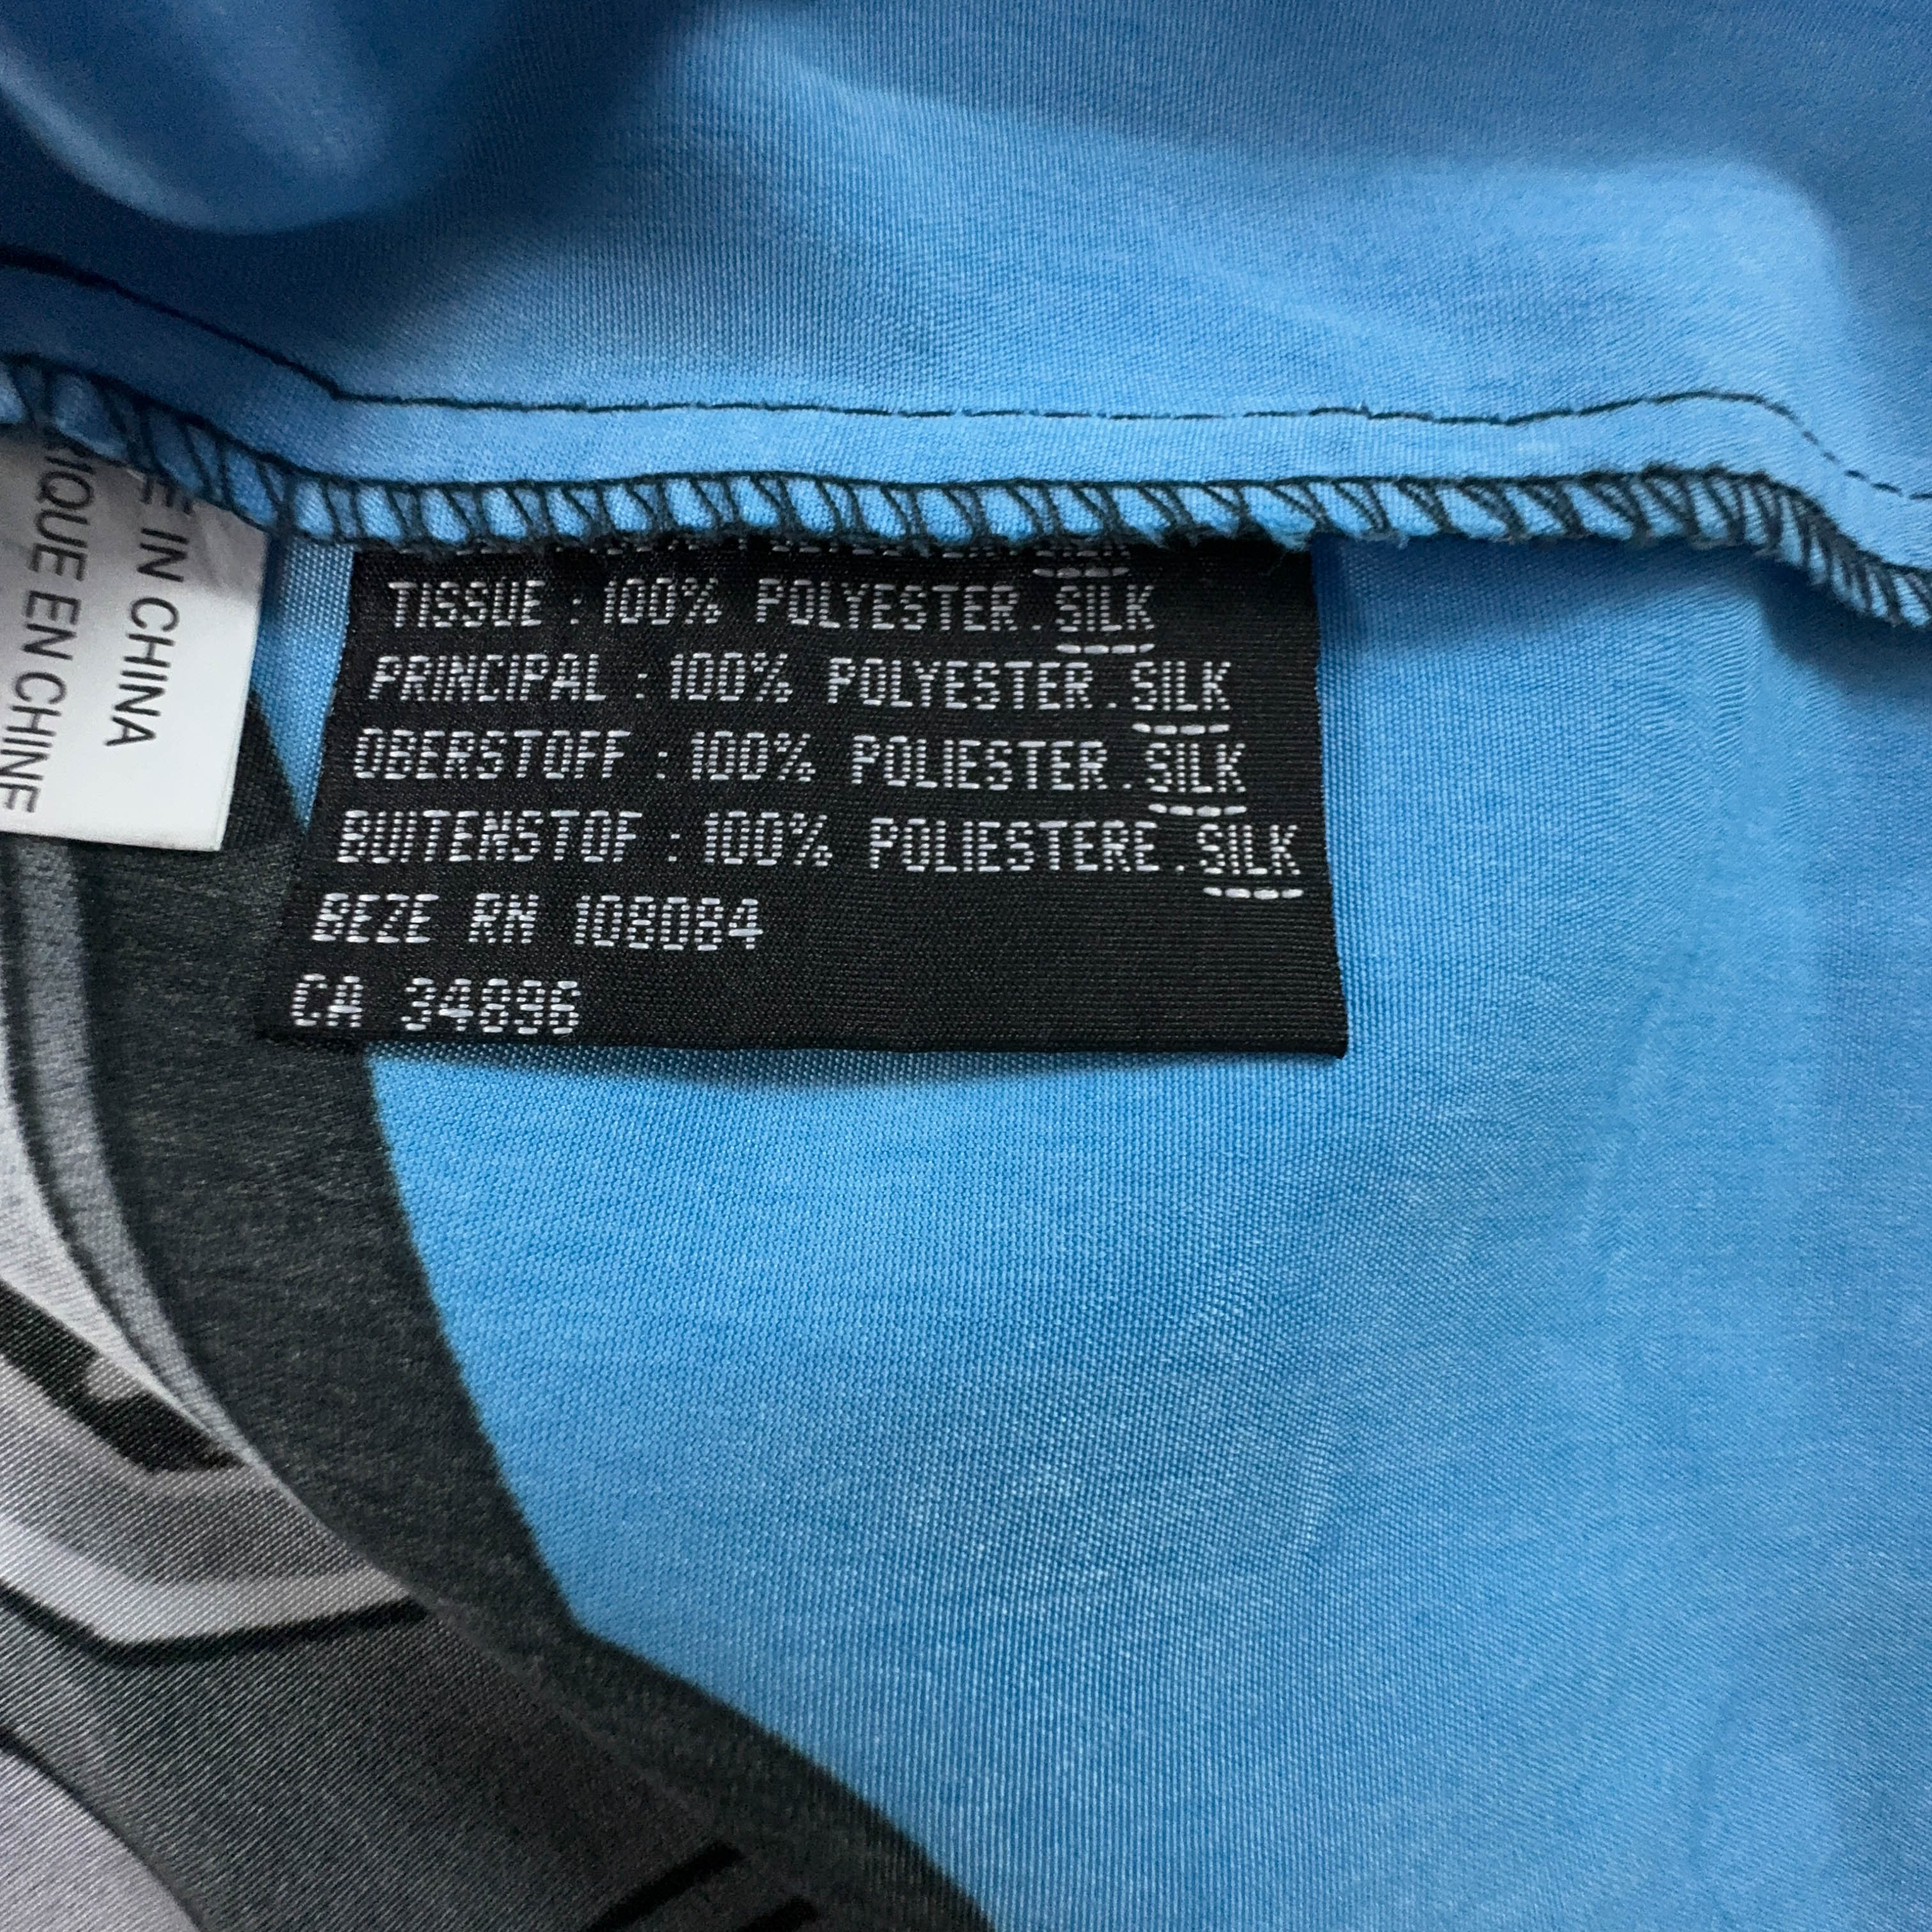 E IN CHINA
IQUE EN CHINE
TISSUE : 100% POLYESTER.SILK
PRINCIPAL : 100% POLYESTER.SILK
OBERSTOFF : 100% POLIESTER.SILK
BUITENSTOF : 100% POLIESTERE.SILK
BEZE RN 108084
CA 34896